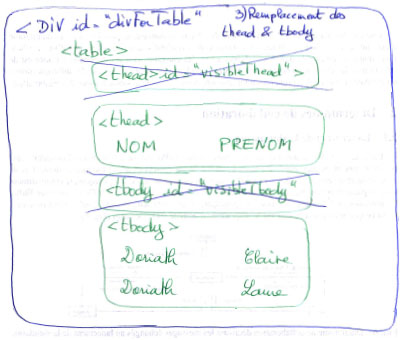 < DiV id = "divForTable"
3) Remplacement des
thead & tbody
<table>
<thead> id = "visibleThead">
<thead>
NOM PRENOM
<tbody id = "visibleTbody"
<tbody>
Doriath Elaire
Doriath Laure